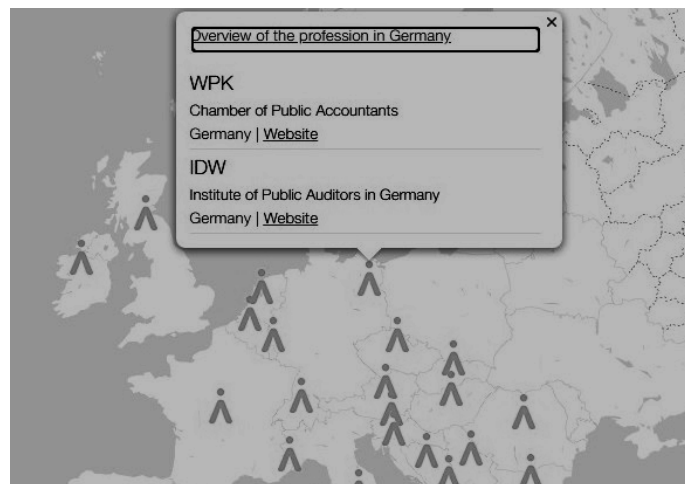 Overview of the profession in Germany
WPK
Chamber of Public Accountants
Germany | Website
IDW
Institute of Public Auditors in Germany
Germany | Website